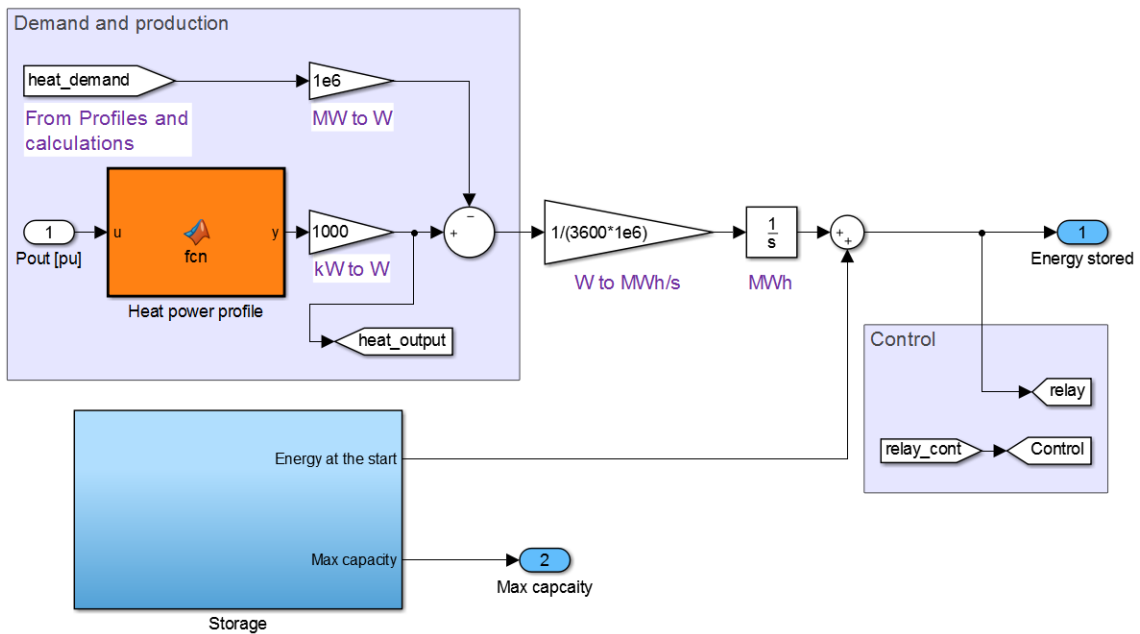 Demand and production
heat_demand
1e6
From Profiles and
calculations
MW to W
1
Pout [pu]
u
fcn
y
Heat power profile
1000
kW to W
heat_output
−
+
1/(3600*1e6)
W to MWh/s
1
s
MWh
+
+
1
Energy stored
Control
relay
relay_cont
Control
Energy at the start
Max capacity
Storage
2
Max capcaity